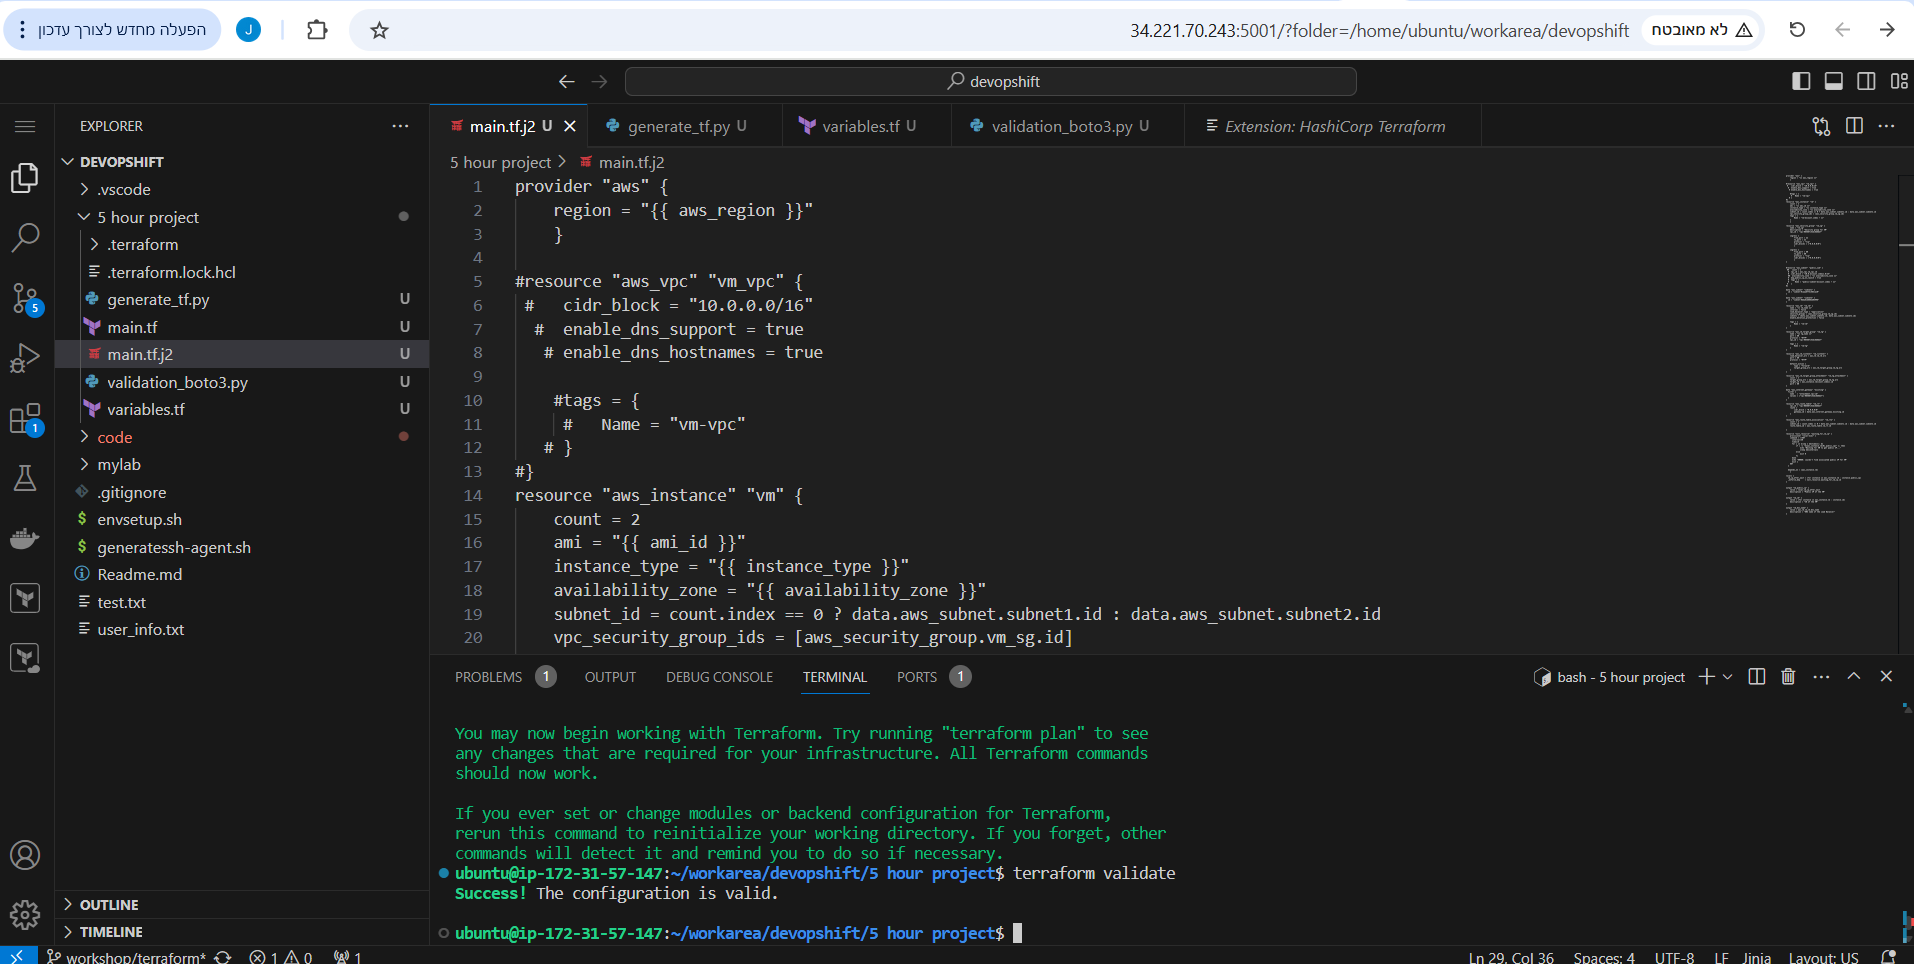 הפעלה מחדש לצורך עדכון
J
34.221.70.243:5001/?folder=/home/ubuntu/workarea/devopshift
לא מאובטח
devopshift
EXPLORER
DEVOPSHIFT
.vscode
5 hour project
.terraform
.terraform.lock.hcl
generate_tf.py U
main.tf U
main.tf.j2 U
validation_boto3.py U
variables.tf U
code
mylab
.gitignore
$ envsetup.sh
$ generatessh-agent.sh
Readme.md
test.txt
user_info.txt
OUTLINE
TIMELINE
5
1
main.tf.j2 U
generate_tf.py U
variables.tf U
validation_boto3.py U
Extension: HashiCorp Terraform
5 hour project > main.tf.j2
1 provider "aws" {
2 region = "{{ aws_region }}"
3 }
4
5 #resource "aws_vpc" "vm_vpc" {
6 # cidr_block = "10.0.0.0/16"
7 # enable_dns_support = true
8 # enable_dns_hostnames = true
9
10 #tags = {
11 # Name = "vm-vpc"
12 # }
13 #}
14 resource "aws_instance" "vm" {
15 count = 2
16 ami = "{{ ami_id }}"
17 instance_type = "{{ instance_type }}"
18 availability_zone = "{{ availability_zone }}"
19 subnet_id = count.index == 0 ? data.aws_subnet.subnet1.id : data.aws_subnet.subnet2.id
20 vpc_security_group_ids = [aws_security_group.vm_sg.id]
PROBLEMS 1 OUTPUT DEBUG CONSOLE TERMINAL PORTS 1
bash - 5 hour project
You may now begin working with Terraform. Try running "terraform plan" to see
any changes that are required for your infrastructure. All Terraform commands
should now work.
If you ever set or change modules or backend configuration for Terraform,
rerun this command to reinitialize your working directory. If you forget, other
commands will detect it and remind you to do so if necessary.
ubuntu@ip-172-31-57-147:~/workarea/devopshift/5 hour project$ terraform validate
Success! The configuration is valid.
ubuntu@ip-172-31-57-147:~/workarea/devopshift/5 hour project$
workshop/terraform* 1 0 1
Ln 29, Col 36 Spaces: 4 UTF-8 LF Jinja Layout: US